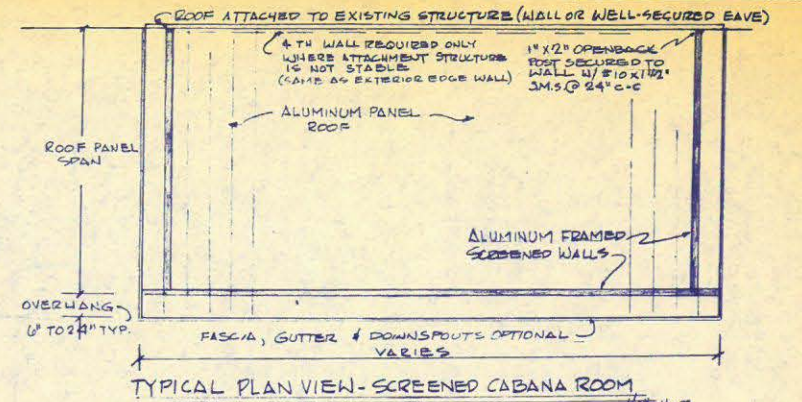 ROOF ATTACHED TO EXISTING STRUCTURE (WALL OR WELL-SECURED EAVE)
4TH WALL REQUIRED ONLY
WHERE ATTACHMENT STRUCTURE
IS NOT STABLE
(SAME AS EXTERIOR EDGE WALL)
1"X2" OPENBACK
POST SECURED TO
WALL W/ #10X1 1/2"
S.M.S.@ 24" C-C
ALUMINUM PANEL
ROOF
ROOF PANEL
SPAN
ALUMINUM FRAMED
SCREENED WALLS
OVERHANG
6" TO 24" TYP.
FASCIA, GUTTER & DOWNSPOUTS OPTIONAL
VARIES
TYPICAL PLAN VIEW-SCREENED CABANA ROOM